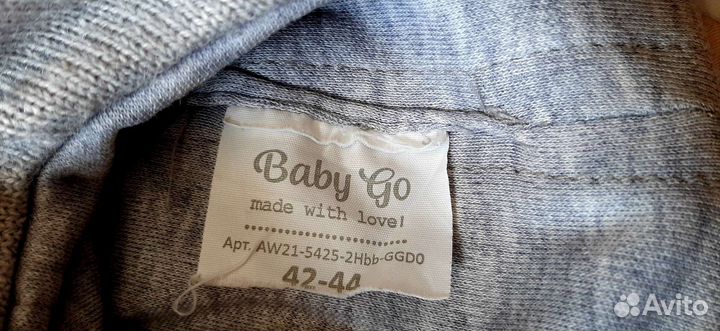 Baby Go
made with love!
Арт. AW21-5425-2Hbb-GGD0
42-44
Avito